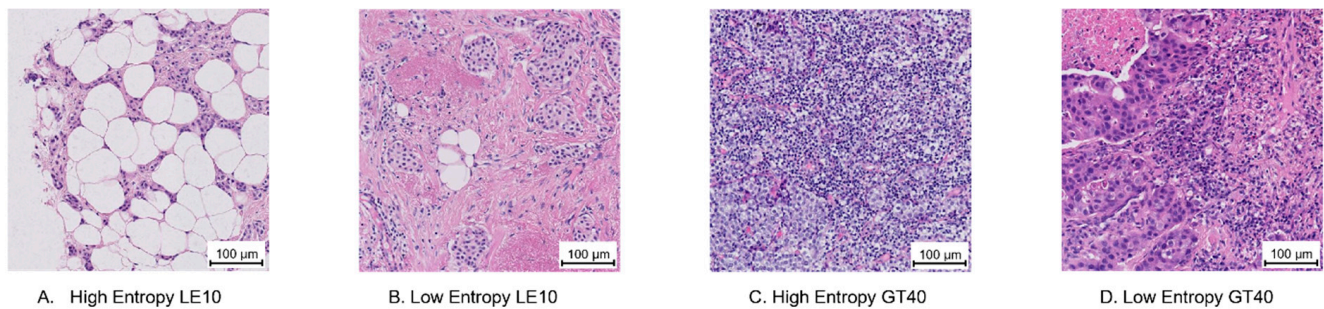 100 μm
100 μm
100 μm
100 μm
A. High Entropy LE10
B. Low Entropy LE10
C. High Entropy GT40
D. Low Entropy GT40